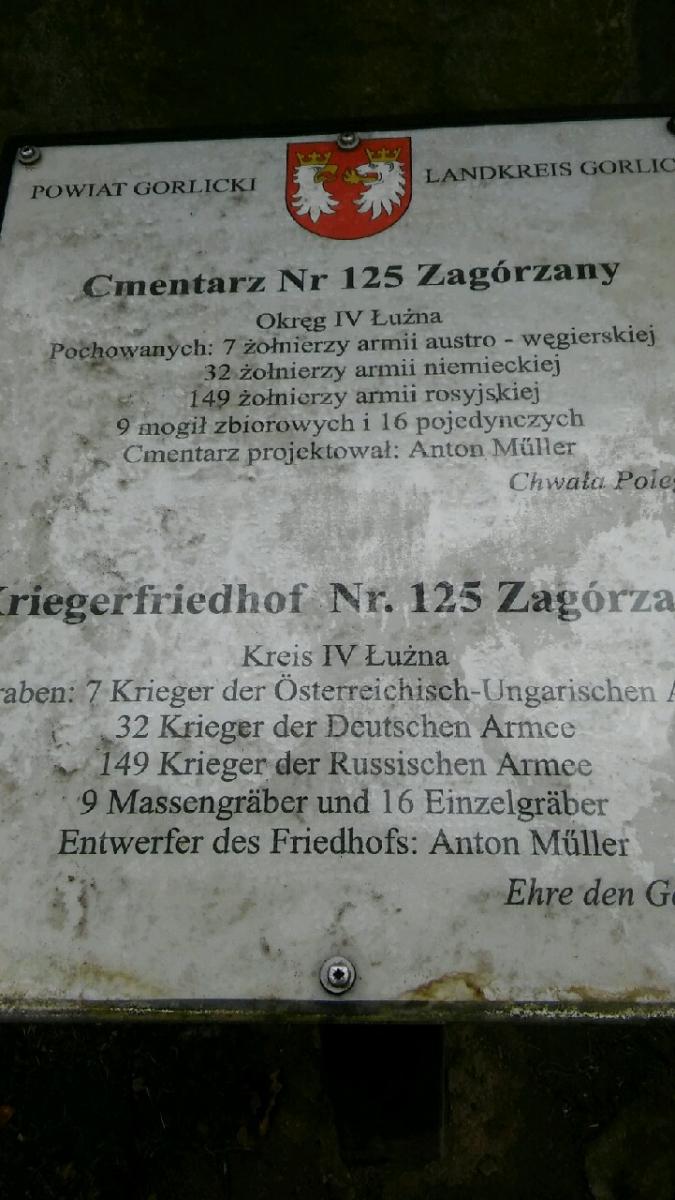 POWIAT GORLICKI LANDKREIS GORLIC
Cmentarz Nr 125 Zagórzany
Okręg IV Łużna
Pochowanych: 7 żołnierzy armii austro - węgierskiej
32 żołnierzy armii niemieckiej
149 żołnierzy armii rosyjskiej
9 mogił zbiorowych i 16 pojedynczych
Cmentarz projektował: Anton Müller
Chwała Poleg
Kriegerfriedhof Nr. 125 Zagórza
Kreis IV Łużna
raben: 7 Krieger der Österreichisch-Ungarischen A
32 Krieger der Deutschen Armee
149 Krieger der Russischen Armee
9 Massengräber und 16 Einzelgräber
Entwerfer des Friedhofs: Anton Müller
Ehre den G